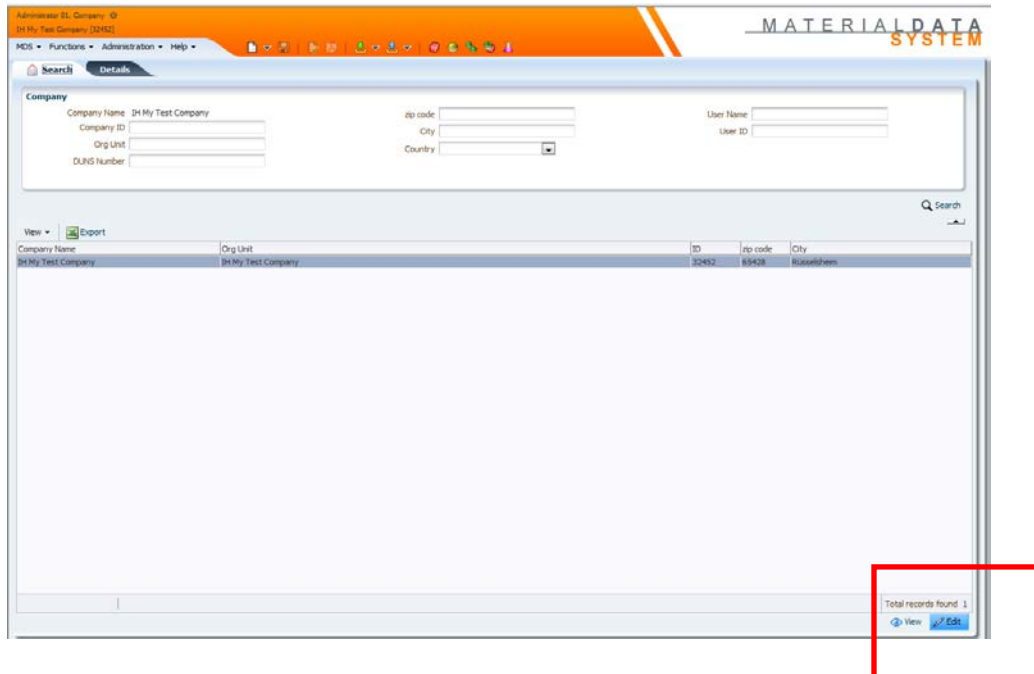 Administrator 01, Company
IH My Test Company [32452]
MDS Functions Administration Help
MATERIALDATA
SYSTEM
Search Details
Company
Company Name IH My Test Company zip code User Name
Company ID City User ID
Org Unit Country
DUNS Number
Search
View Export
Company Name Org Unit ID zip code City
IH My Test Company IH My Test Company 32452 65428 Rüsselsheim
Total records found 1
View Edit